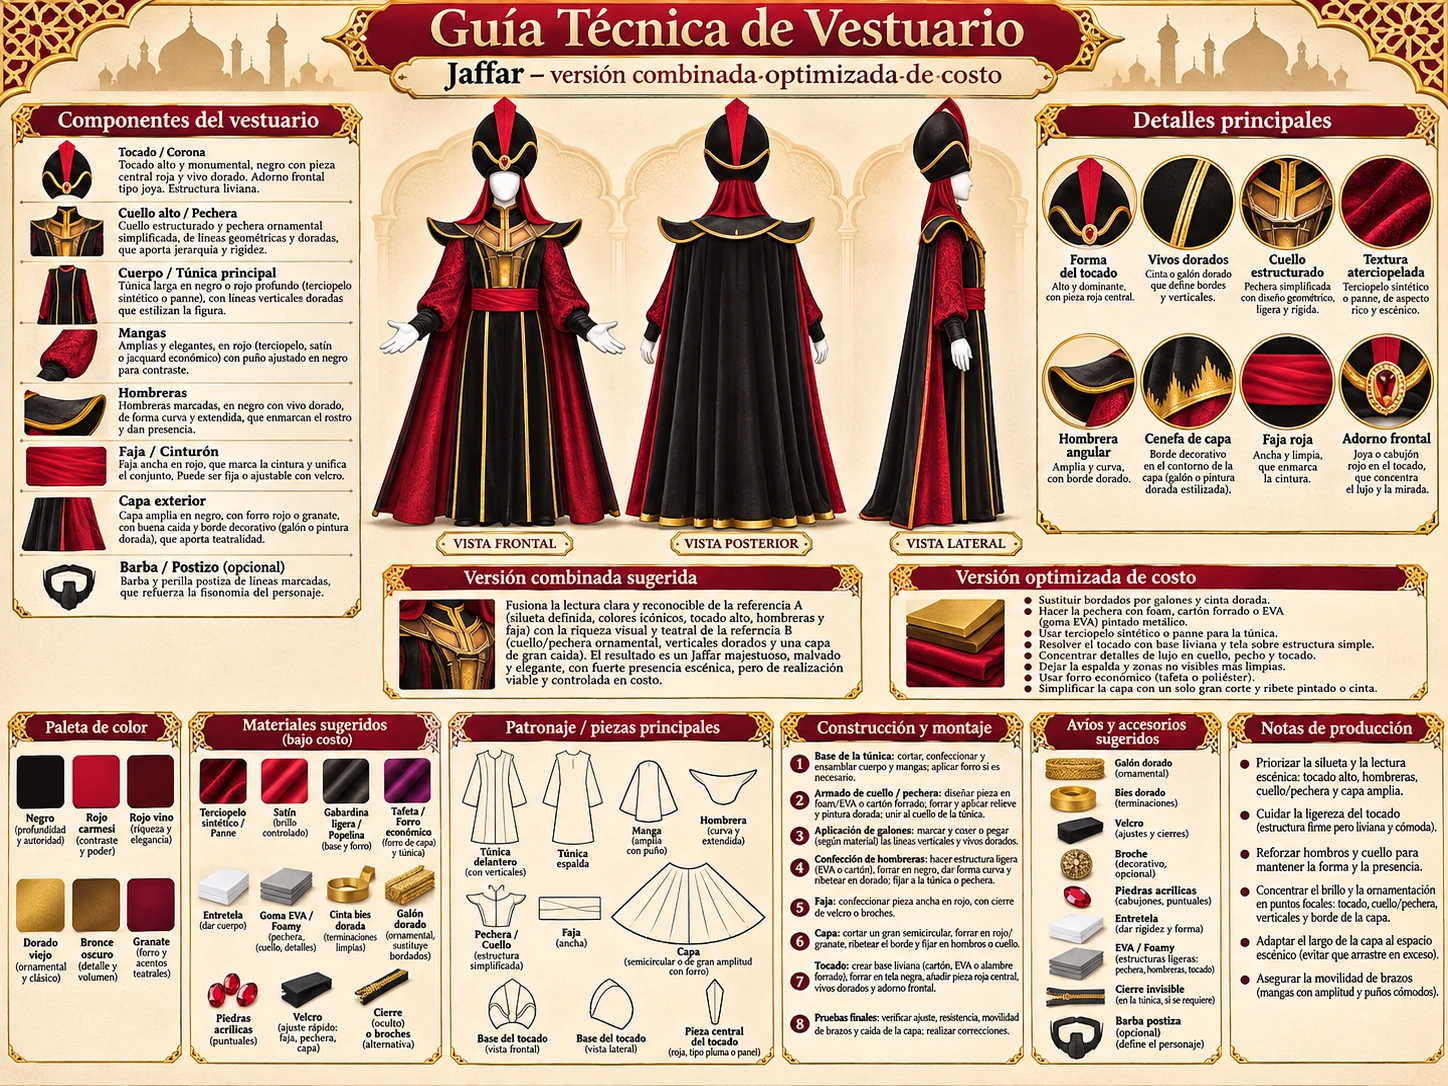 Guía Técnica de Vestuario
Jaffar – versión combinada·optimizada·de·costo
Componentes del vestuario
Tocado / Corona
Tocado alto y monumental, negro con pieza
central roja y vivo dorado. Adorno frontal
tipo joya. Estructura liviana.
Cuello alto / Pechera
Cuello estructurado y pechera ornamental
simplificada, de líneas geométricas y doradas,
que aporta jerarquía y rigidez.
Cuerpo / Túnica principal
Túnica larga en negro o rojo profundo (terciopelo
sintético o panne), con líneas verticales doradas
que estilizan la figura.
Mangas
Amplias y elegantes, en rojo (terciopelo, satín
o jacquard económico) con puño ajustado en negro
para contraste.
Hombreras
Hombreras marcadas, en negro con vivo dorado,
de forma curva y extendida, que enmarcan el rostro
y dan presencia.
Faja / Cinturón
Faja ancha en rojo, que marca la cintura y unifica
el conjunto, Puede ser fija o ajustable con velcro.
Capa exterior
Capa amplia en negro, con forro rojo o granate,
con buena caida y borde decorativo (galón o pintura
dorada), que aporta teatralidad.
Barba / Postizo (opcional)
Barba y perilla postiza de líneas marcadas,
que refuerza la fisonomía del personaje.
VISTA FRONTAL
VISTA POSTERIOR
VISTA LATERAL
Detalles principales
Forma
del tocado
Alto y dominante,
con pieza roja central.
Vivos dorados
Cinta o galón dorado
que define bordes
y verticales.
Cuello
estructurado
Pechera simplificada
con diseño geométrico,
ligera y rígida.
Textura
aterciopelada
Terciopelo sintético
o panne, de aspecto
rico y escénico.
Hombrera
angular
Amplia y curva,
con borde dorado.
Cenefa de capa
Borde decorativo
en el contorno de la
capa (galón o pintura
dorada estilizada).
Faja roja
Ancha y limpia,
que enmarca
la cintura.
Adorno frontal
Joya o cabujón
rojo en el tocado,
que concentra
el lujo y la mirada.
Versión combinada sugerida
Fusiona la lectura clara y reconocible de la referencia A
(silueta definida, colores icónicos, tocado alto, hombreras y
faja) con la riqueza visual y teatral de la referncia B
(cuello/pechera ornamental, verticales dorados y una capa
de gran caida). El resultado es un Jaffar majestuoso, malvado
y elegante, con fuerte presencia escénica, pero de realización
viable y controlada en costo.
Versión optimizada de costo
Sustituir bordados por galones y cinta dorada.
Hacer la pechera con foam, cartón forrado o EVA
(goma EVA) pintado metálico.
Usar terciopelo sintético o panne para la túnica.
Resolver el tocado con base liviana y tela sobre estructura simple.
Concentrar detalles de lujo en cuello, pecho y tocado.
Dejar la espalda y zonas no visibles más limpias.
Usar forro económico (tafeta o poliéster).
Simplificar la capa con un solo gran corte y ribete pintado o cinta.
Paleta de color
Negro
(profundidad
y autoridad)
Rojo
carmesí
(contraste
y poder)
Rojo vino
(riqueza y
elegancia)
Dorado
viejo
(ornamental
y clásico)
Bronce
oscuro
(detalle y
volumen)
Granate
(forro y
acentos
teatrales)
Materiales sugeridos
(bajo costo)
Terciopelo
sintético /
Panne
Satín
(brillo
controlado)
Gabardina
ligera /
Popelina
(base y forro)
Tafeta /
Forro
económico
(forro de capa
y túnica)
Entretela
(dar cuerpo)
Goma EVA /
Foamy
(pechera,
cuello, detalles)
Cinta bies
dorada
(terminaciones
limpias)
Galón
dorado
(ornamental,
sustituye
bordados)
Piedras
acrílicas
(puntuales)
Velcro
(ajuste rápido:
faja, pechera,
capa)
Cierre
(oculto)
o broches
(alternativa)
Patronaje / piezas principales
Túnica
delantero
(con verticales)
Túnica
espalda
Manga
(amplia
con puño)
Hombrera
(curva y
extendida)
Pechera /
Cuello
(estructura
simplificada)
Faja
(ancha)
Capa
(semicircular o de gran amplitud
con forro)
Base del tocado
(vista frontal)
Base del tocado
(vista lateral)
Pieza central
del tocado
(roja, tipo pluma o panel)
Construcción y montaje
1 Base de la túnica: cortar, confeccionar y
ensamblar cuerpo y mangas; aplicar forro si es
necesario.
2 Armado de cuello / pechera: diseñar pieza en
foam/EVA o cartón forrado; forrar y aplicar relieve
y pintura dorada; unir al cuello de la túnica.
3 Aplicación de galones: marcar y coser o pegar
(según material) las líneas verticales y vivos dorados.
4 Confección de hombreras: hacer estructura ligera
(EVA o cartón), forrar en negro, dar forma curva y
ribetear en dorado; fijar a la túnica o pechera.
5 Faja: confeccionar pieza ancha en rojo, con cierre
de velcro o broches.
6 Capa: cortar un gran semicircular, forrar en rojo/
granate, ribetear el borde y fijar en hombros o cuello.
7 Tocado: crear base liviana (cartón, EVA o alambre
forrado), forrar en tela negra, añadir pieza roja central,
vivos dorados y adorno frontal.
8 Pruebas finales: verificar ajuste, resistencia, movilidad
de brazos y caida de la capa; realizar correcciones.
Avíos y accesorios
sugeridos
Galón dorado
(ornamental)
Bies dorado
(terminaciones)
Velcro
(ajustes y cierres)
Broche
(decorativo,
opcional)
Piedras acrílicas
(cabujones, puntuales)
Entretela
(dar rigidez y forma)
EVA / Foamy
(estructuras ligeras:
pechera, hombreras, tocado)
Cierre invisible
(en la túnica, si se requiere)
Barba postiza
(opcional)
(define el personaje)
Notas de producción
Priorizar la silueta y la lectura
escénica: tocado alto, hombreras,
cuello/pechera y capa amplia.
Cuidar la ligereza del tocado
(estructura firme pero liviana y cómoda).
Reforzar hombros y cuello para
mantener la forma y la presencia.
Concentrar el brillo y la ornamentación
en puntos focales: tocado, cuello/pechera,
verticales y borde de la capa.
Adaptar el largo de la capa al espacio
escénico (evitar que arrastre en exceso).
Asegurar la movilidad de brazos
(mangas con amplitud y puños cómodos).